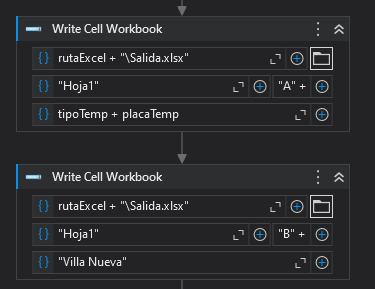 Write Cell Workbook
rutaExcel + "\Salida.xlsx"
"Hoja1" "A" +
tipoTemp + placaTemp
Write Cell Workbook
rutaExcel + "\Salida.xlsx"
"Hoja1" "B" +
"Villa Nueva"